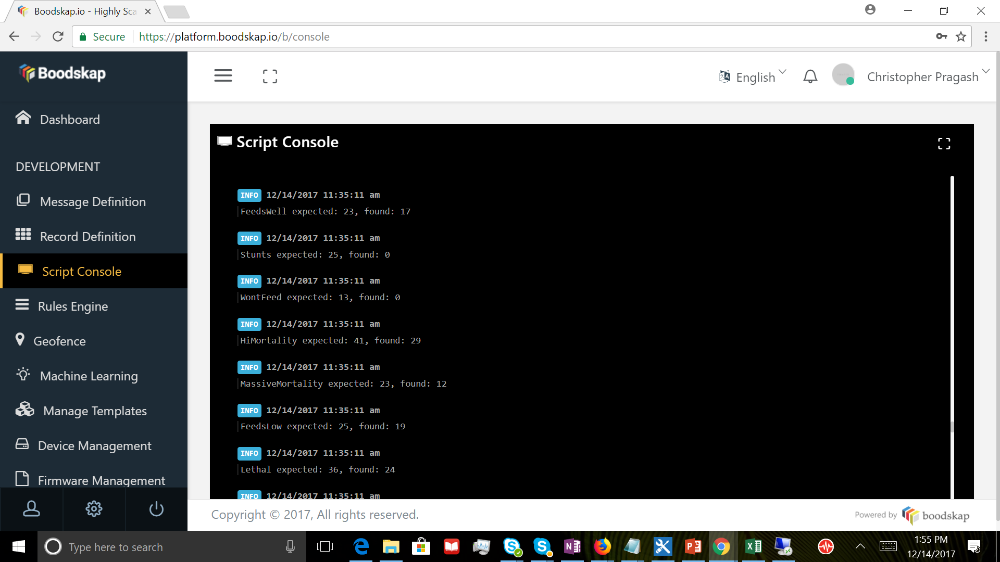 Boodskap.io - Highly Sca
Secure
https://platform.boodskap.io/b/console
Boodskap
English
Christopher Pragash
Dashboard
DEVELOPMENT
Message Definition
Record Definition
Script Console
Rules Engine
Geofence
Machine Learning
Manage Templates
Device Management
Firmware Management
Script Console
INFO 12/14/2017 11:35:11 am
FeedsWell expected: 23, found: 17
INFO 12/14/2017 11:35:11 am
Stunts expected: 25, found: 0
INFO 12/14/2017 11:35:11 am
WontFeed expected: 13, found: 0
INFO 12/14/2017 11:35:11 am
HiMortality expected: 41, found: 29
INFO 12/14/2017 11:35:11 am
MassiveMortality expected: 23, found: 12
INFO 12/14/2017 11:35:11 am
FeedsLow expected: 25, found: 19
INFO 12/14/2017 11:35:11 am
Lethal expected: 36, found: 24
INFO 12/14/2017 11:35:11 am
Copyright © 2017, All rights reserved.
Powered by boodskap
Type here to search
1:55 PM
12/14/2017